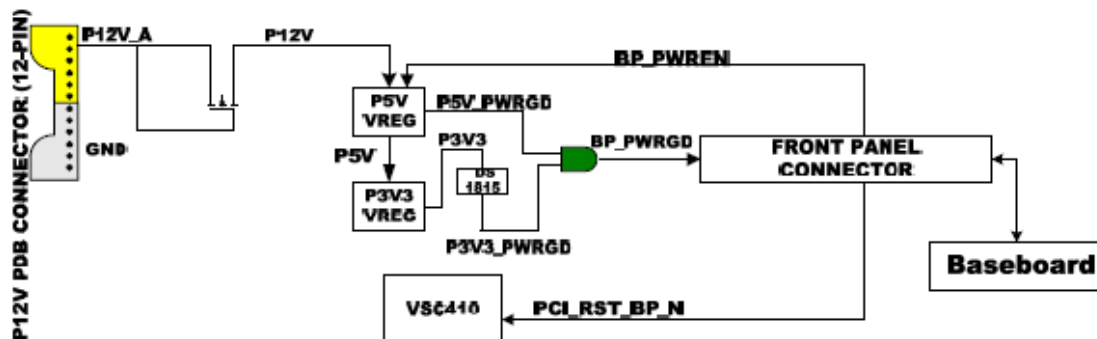 P12V PDB CONNECTOR (12-PIN)
P12V_A
P12V
BP_PWREN
P5V
VREG
P5V_PWRGD
GND
P3V3
BP_PWRGD
FRONT PANEL
CONNECTOR
P5V
DS
1815
P3V3
VREG
P3V3_PWRGD
Baseboard
VSC410
PCI_RST_BP_N